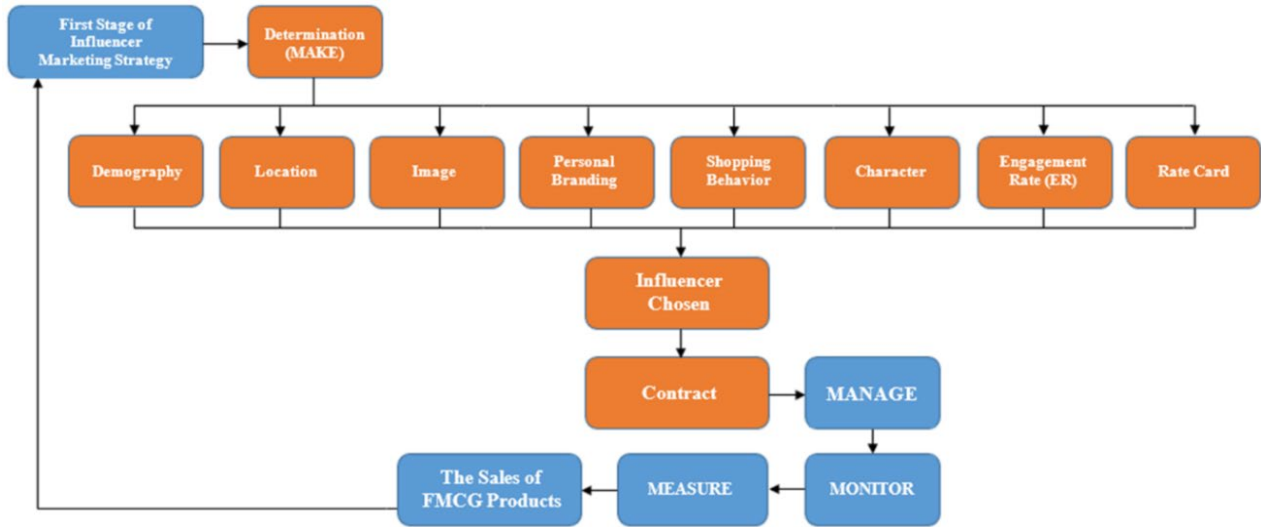 First Stage of
Influencer
Marketing Strategy
Determination
(MAKE)
Demography
Location
Image
Personal
Branding
Shopping
Behavior
Character
Engagement
Rate (ER)
Rate Card
Influencer
Chosen
Contract
MANAGE
The Sales of
FMCG Products
MEASURE
MONITOR